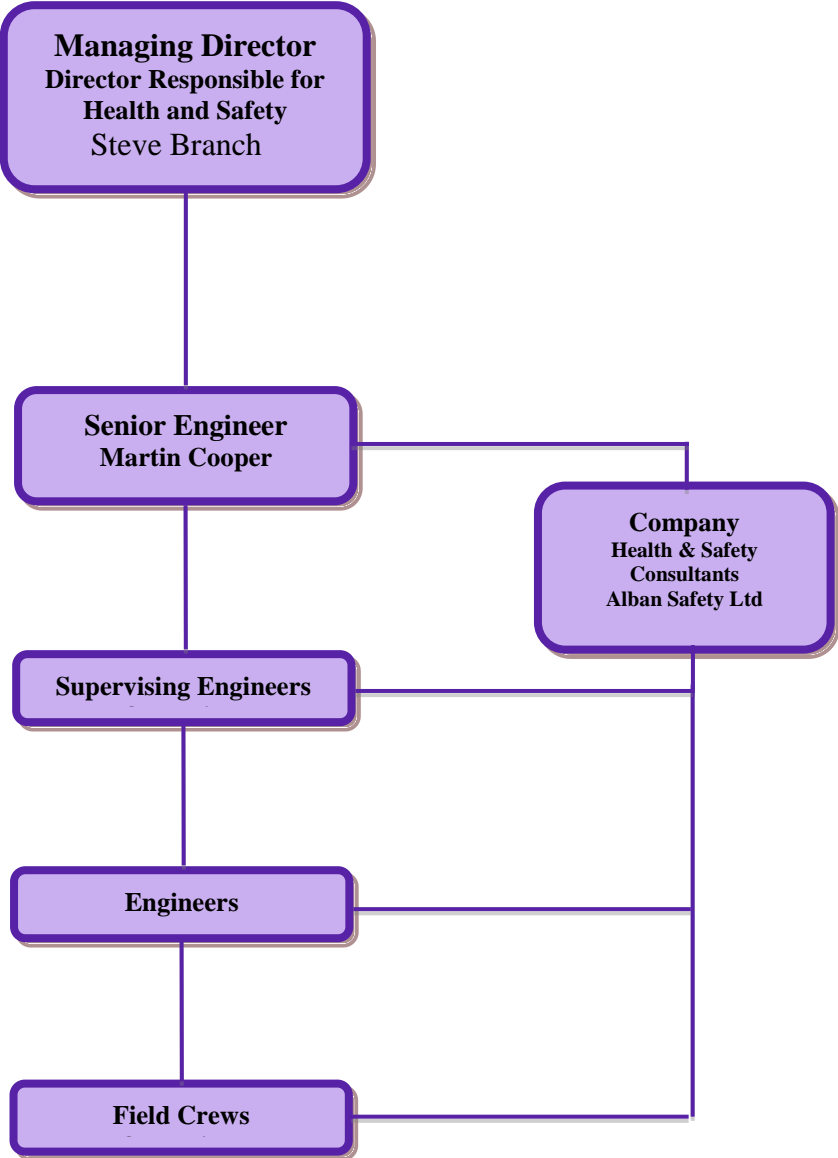 Managing Director
Director Responsible for
Health and Safety
Steve Branch
Senior Engineer
Martin Cooper
Company
Health & Safety
Consultants
Alban Safety Ltd
Supervising Engineers
Engineers
Field Crews